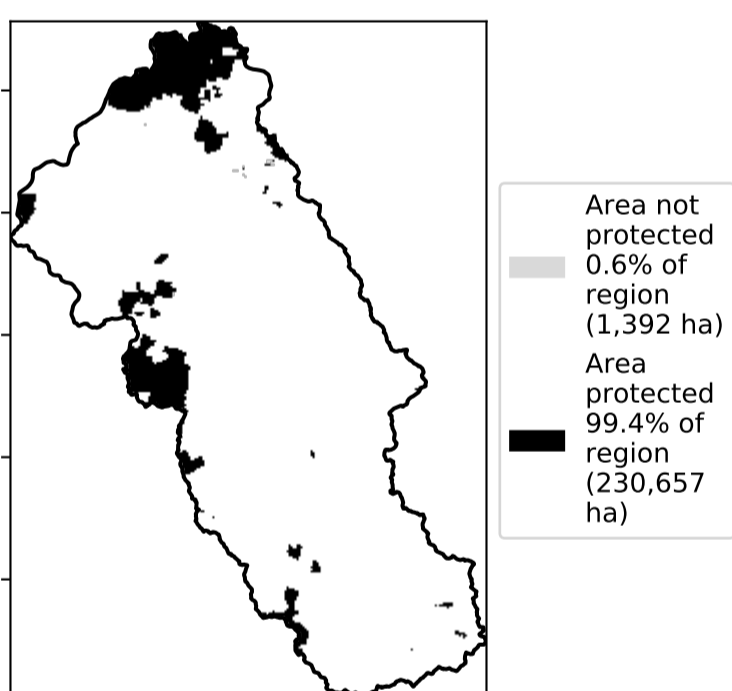 Area not
protected
0.6% of
region
(1,392 ha)
Area
protected
99.4% of
region
(230,657
ha)